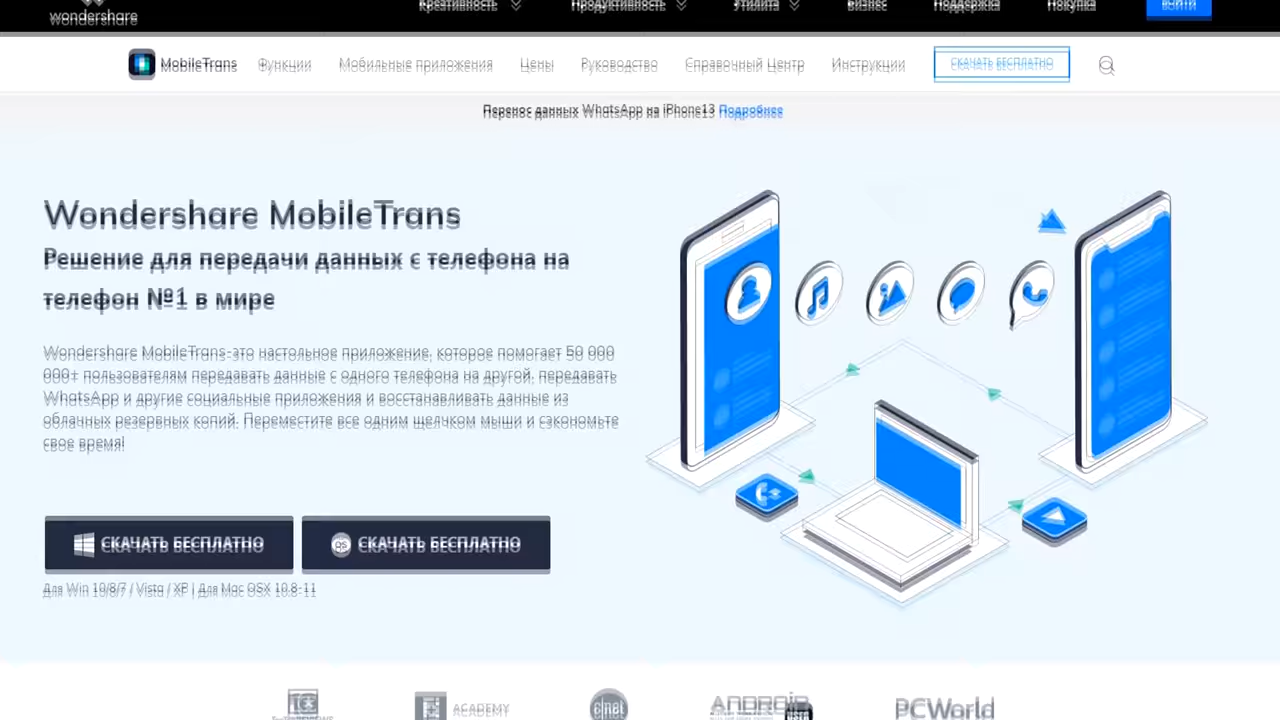 wondershare
Креативность Продуктивность Утилита Бизнес Поддержка Покупка ВОЙТИ
MobileTrans Функции Мобильные приложения Цены Руководство Справочный Центр Инструкции СКАЧАТЬ БЕСПЛАТНО
Перенос данных WhatsApp на iPhone13 Подробнее
Wondershare MobileTrans
Решение для передачи данных с телефона на
телефон №1 в мире
Wondershare MobileTrans-это настольное приложение, которое помогает 50 000
000+ пользователям передавать данные с одного телефона на другой, передавать
WhatsApp и другие социальные приложения и восстанавливать данные из
облачных резервных копий. Переместите все одним щелчком мыши и сэкономьте
свое время!
СКАЧАТЬ БЕСПЛАТНО СКАЧАТЬ БЕСПЛАТНО
Для Win 10/8/7 / Vista / XP | Для Mac OSX 10.8-11
ACADEMY cnet ANDROID PCWorld